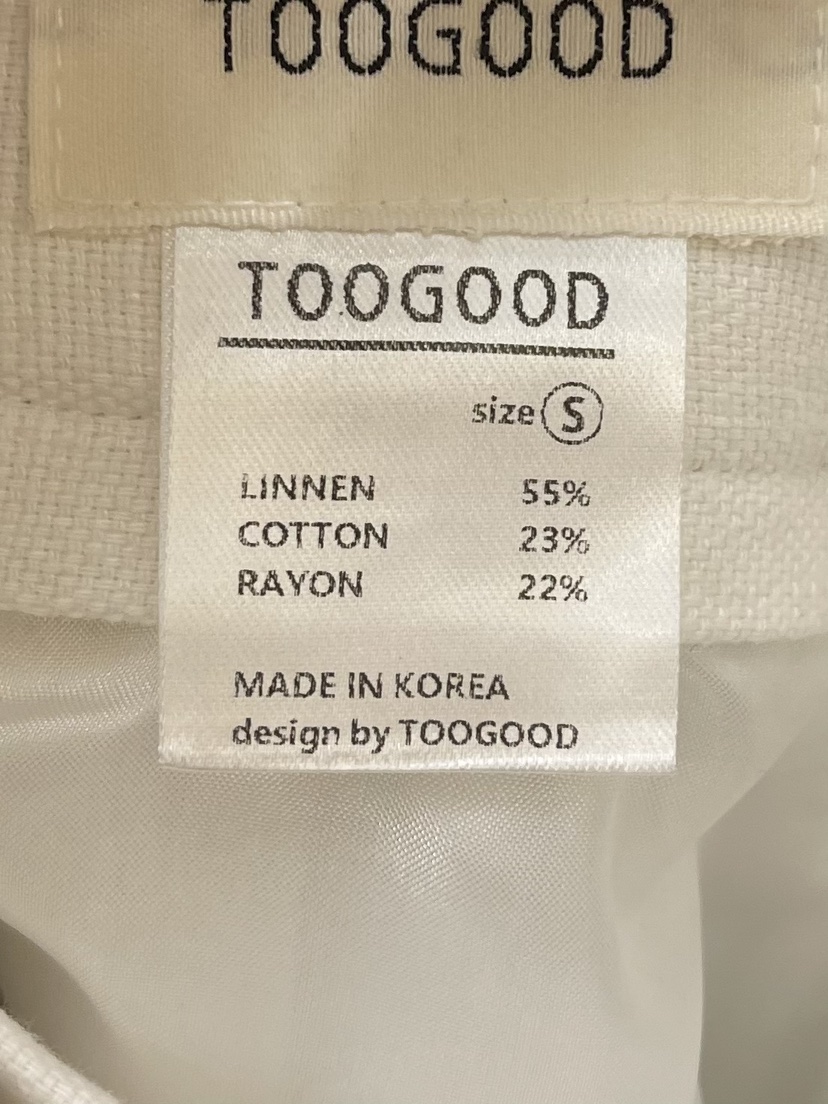 TOOGOOD
TOOGOOD
size S
LINNEN 55%
COTTON 23%
RAYON 22%
MADE IN KOREA
design by TOOGOOD